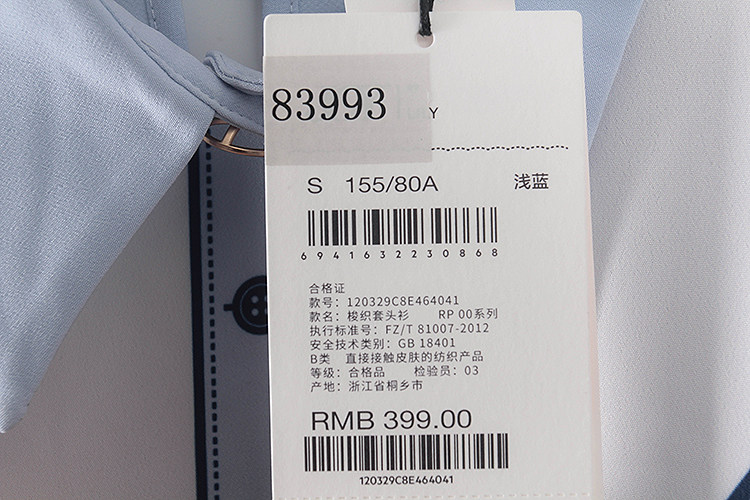 83993
Y
S 155/80A 浅蓝
6941632230868
合格证
款号：120329C8E464041
款名：梭织套头衫 RP 00系列
执行标准号：FZ/T 81007-2012
安全技术类别：GB 18401
B类 直接接触皮肤的纺织产品
等级：合格品 检验员：03
产地：浙江省桐乡市
RMB 399.00
120329C8E464041